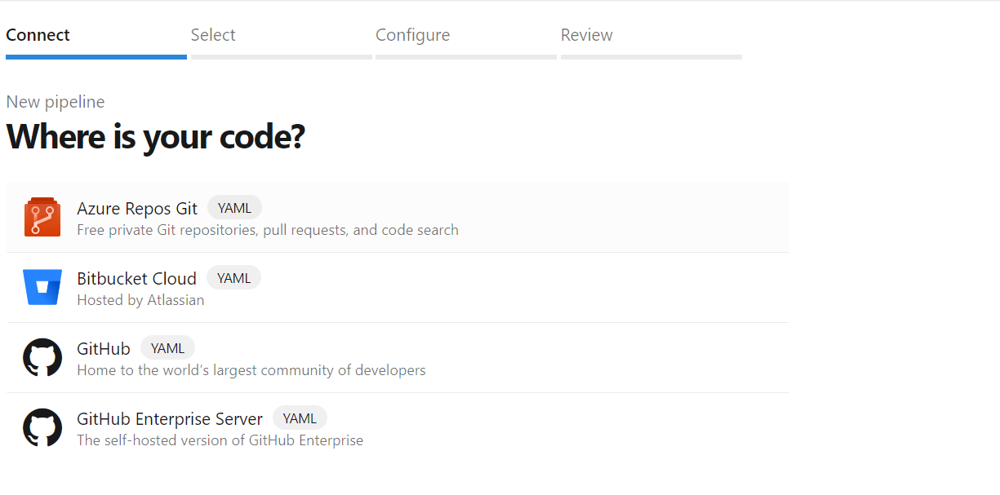 Connect Select Configure Review
New pipeline
Where is your code?
Azure Repos Git YAML
Free private Git repositories, pull requests, and code search
Bitbucket Cloud YAML
Hosted by Atlassian
GitHub YAML
Home to the world’s largest community of developers
GitHub Enterprise Server YAML
The self-hosted version of GitHub Enterprise